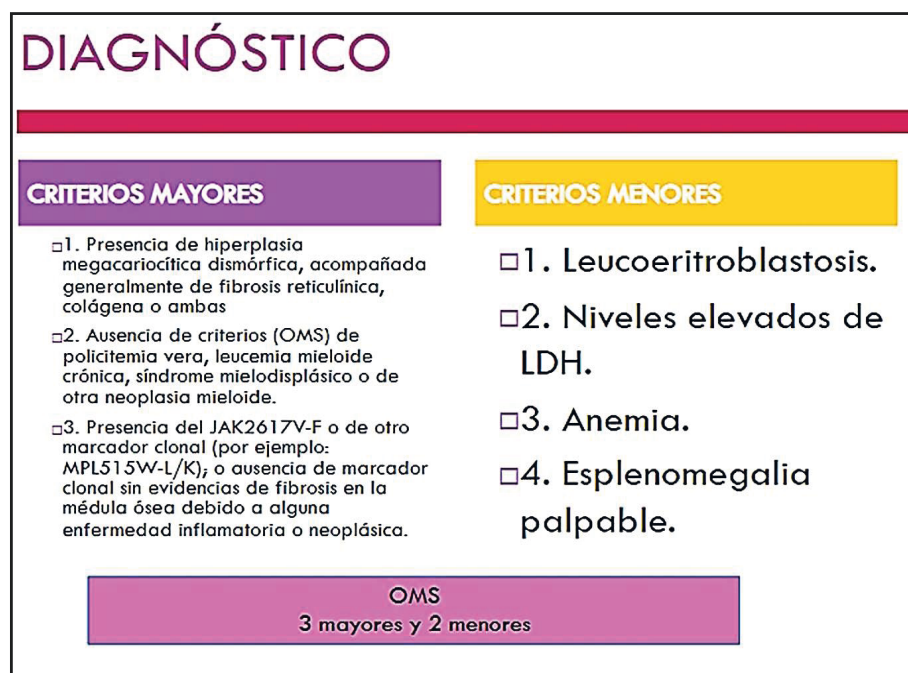 DIAGNÓSTICO
CRITERIOS MAYORES
□1. Presencia de hiperplasia
megacariocítica dismórfica, acompañada
generalmente de fibrosis reticulínica,
colágena o ambas
□2. Ausencia de criterios (OMS) de
policitemia vera, leucemia mieloide
crónica, síndrome mielodisplásico o de
otra neoplasia mieloide.
□3. Presencia del JAK2617V-F o de otro
marcador clonal (por ejemplo:
MPL515W-L/K); o ausencia de marcador
clonal sin evidencias de fibrosis en la
médula ósea debido a alguna
enfermedad inflamatoria o neoplásica.
CRITERIOS MENORES
□1. Leucoeritroblastosis.
□2. Niveles elevados de
LDH.
□3. Anemia.
□4. Esplenomegalia
palpable.
OMS
3 mayores y 2 menores